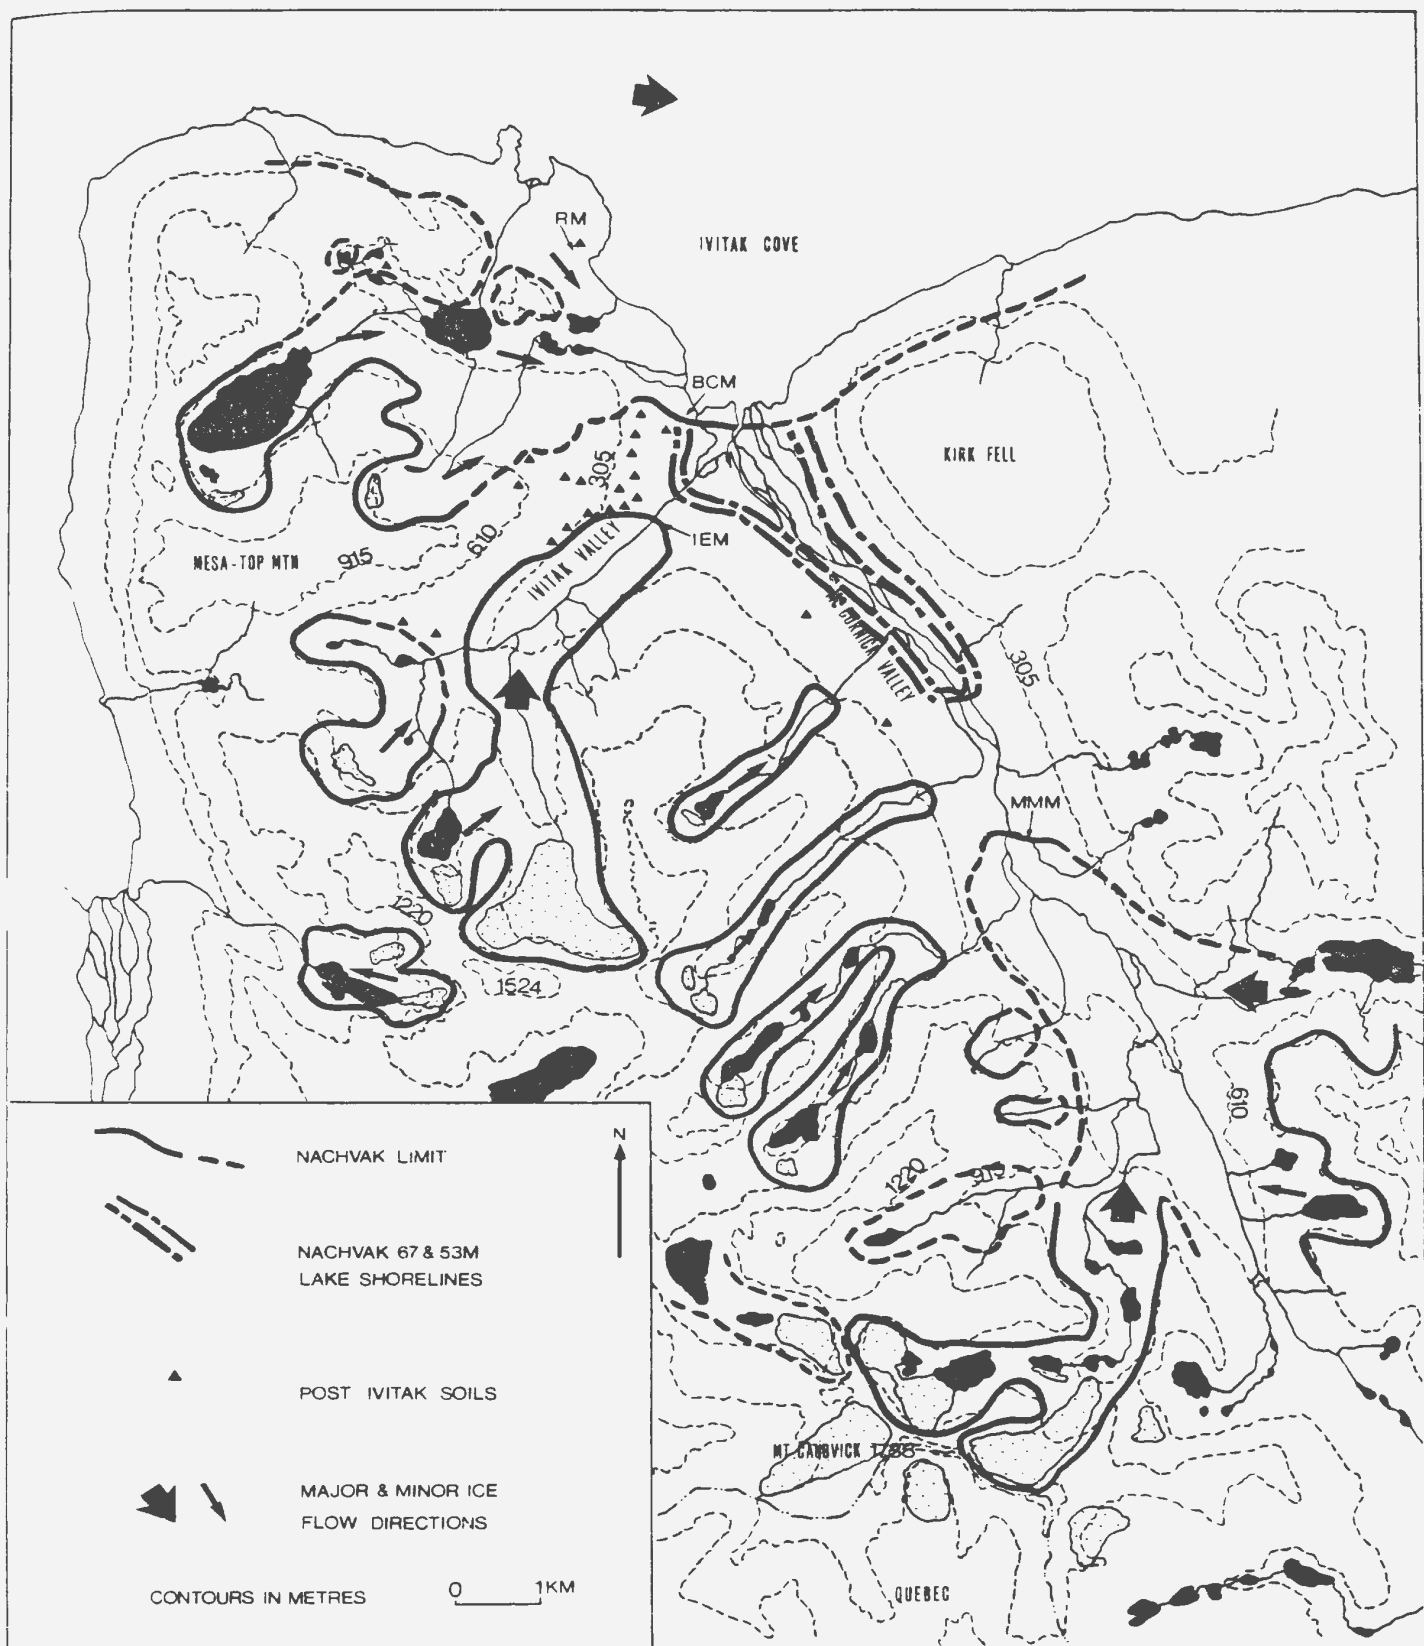 RM
IVITAK COVE
BCM
KIRK FELL
305
IEM
MESA-TOP MTN
915
610
IVITAK VALLEY
McCORNICK VALLEY
305
MMM
1220
1524
610
1220
915
NACHVAK LIMIT
N
NACHVAK 67 & 53M
LAKE SHORELINES
POST IVITAK SOILS
MT CAUBVICK 1738
MAJOR & MINOR ICE
FLOW DIRECTIONS
CONTOURS IN METRES
0 1KM
QUEBEC